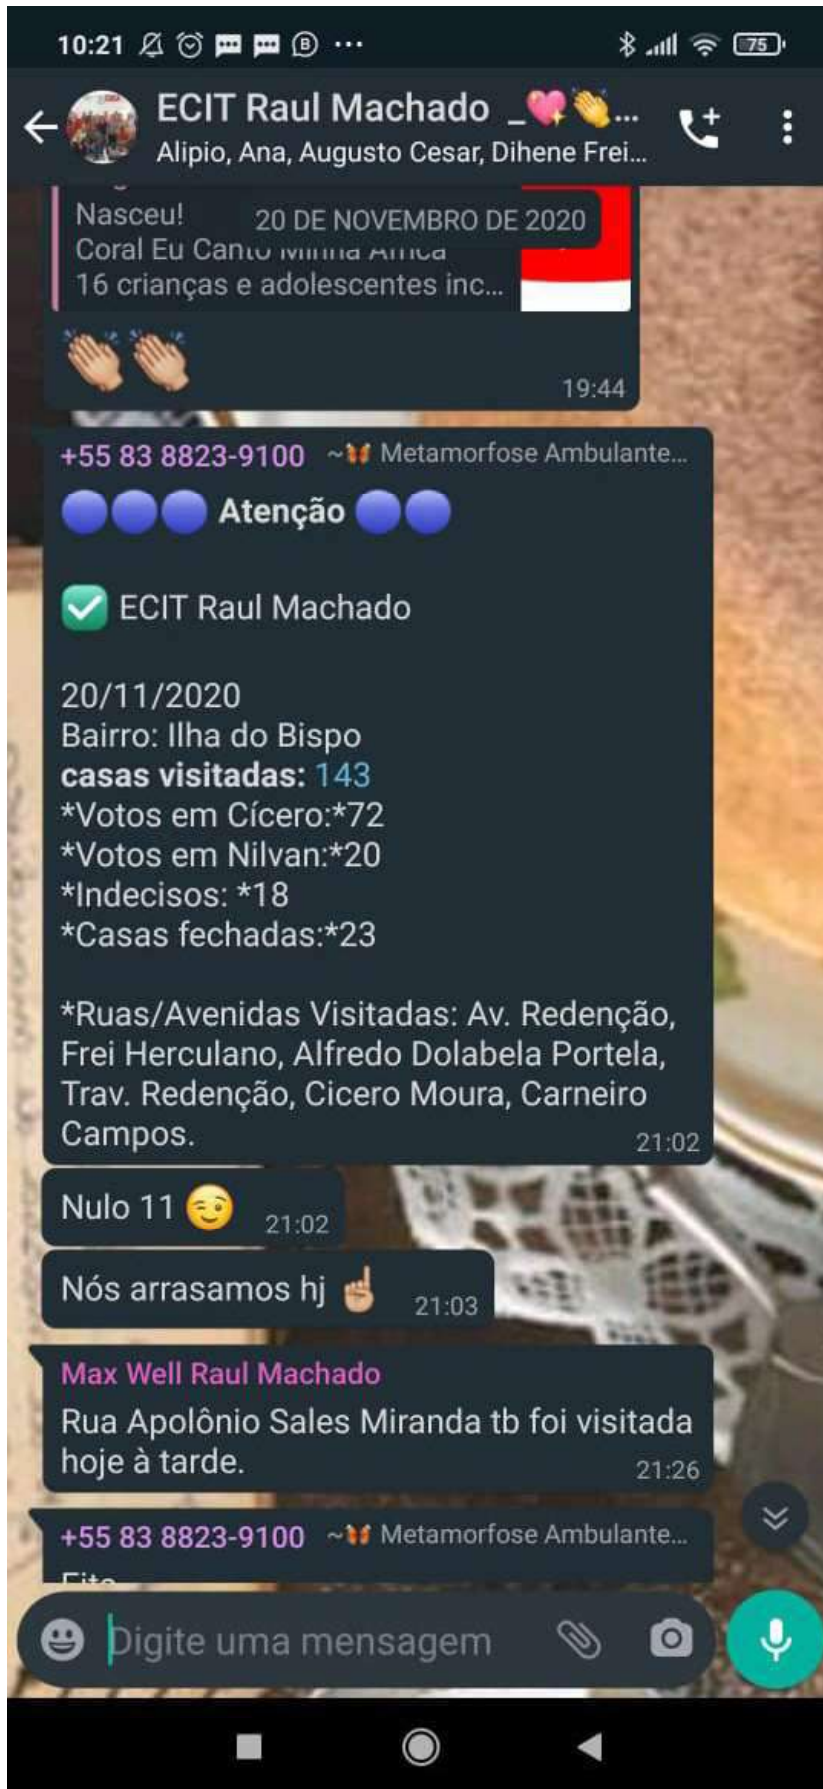 10:21
75
ECIT Raul Machado _💖👏...
Alipio, Ana, Augusto Cesar, Dihene Frei...
Nasceu!
20 DE NOVEMBRO DE 2020
Coral Eu Canto Minha África
16 crianças e adolescentes inc...
👏👏
19:44
+55 83 8823-9100 ~🦋 Metamorfose Ambulante...
🔵🔵🔵 Atenção 🔵🔵
✅ ECIT Raul Machado
20/11/2020
Bairro: Ilha do Bispo
casas visitadas: 143
*Votos em Cícero:*72
*Votos em Nilvan:*20
*Indecisos: *18
*Casas fechadas:*23
*Ruas/Avenidas Visitadas: Av. Redenção,
Frei Herculano, Alfredo Dolabela Portela,
Trav. Redenção, Cicero Moura, Carneiro
Campos.
21:02
Nulo 11 😉 21:02
Nós arrasamos hj ☝🏼 21:03
Max Well Raul Machado
Rua Apolônio Sales Miranda tb foi visitada
hoje à tarde.
21:26
+55 83 8823-9100 ~🦋 Metamorfose Ambulante...
Digite uma mensagem